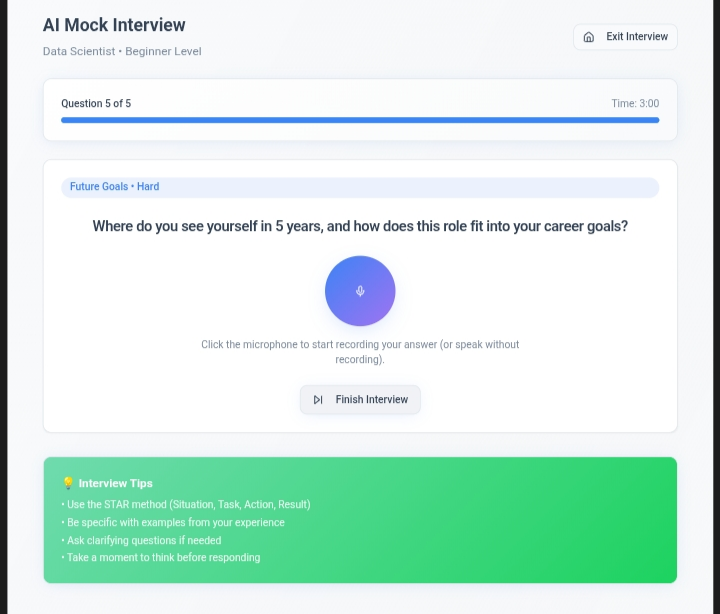 AI Mock Interview
Data Scientist • Beginner Level
Exit Interview
Question 5 of 5
Time: 3:00
Future Goals • Hard
Where do you see yourself in 5 years, and how does this role fit into your career goals?
Click the microphone to start recording your answer (or speak without
recording).
Finish Interview
💡 Interview Tips
• Use the STAR method (Situation, Task, Action, Result)
• Be specific with examples from your experience
• Ask clarifying questions if needed
• Take a moment to think before responding